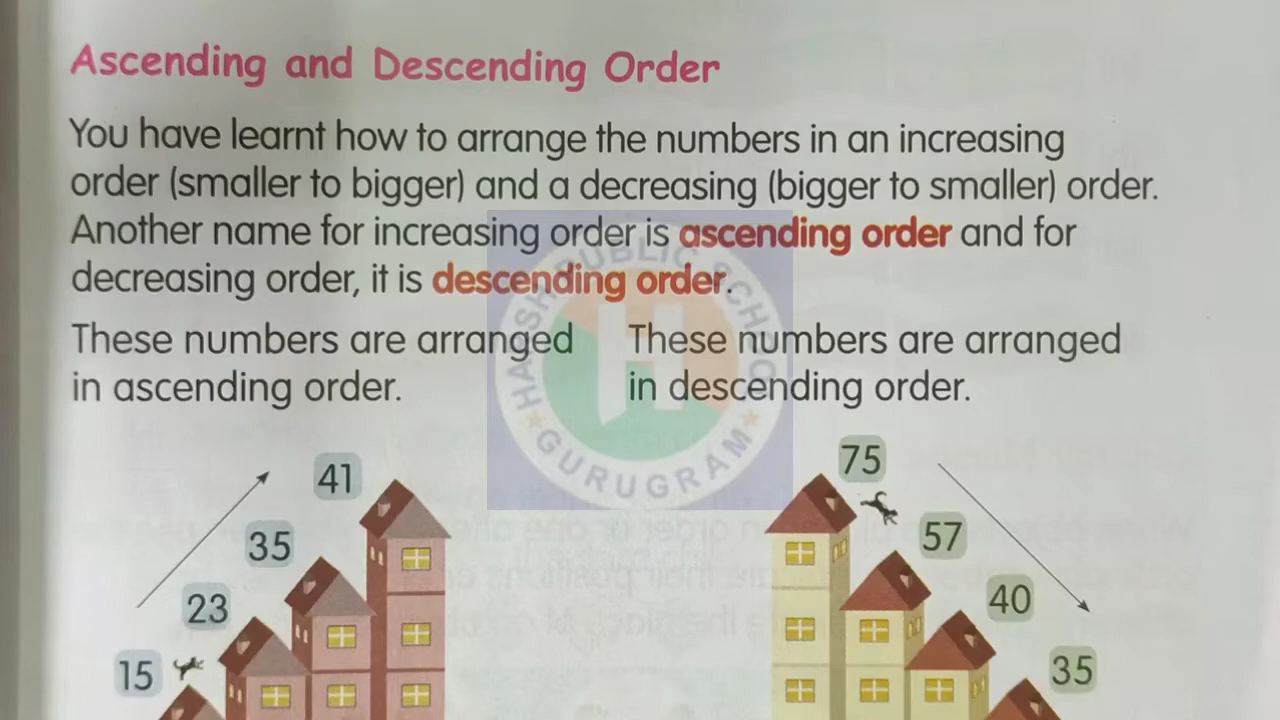 Ascending and Descending Order
You have learnt how to arrange the numbers in an increasing
order (smaller to bigger) and a decreasing (bigger to smaller) order.
Another name for increasing order is ascending order and for
decreasing order, it is descending order.
These numbers are arranged
in ascending order.
These numbers are arranged
in descending order.
41
35
23
15
75
57
40
35
PUBLIC SCHOOL
H
GURUGRAM